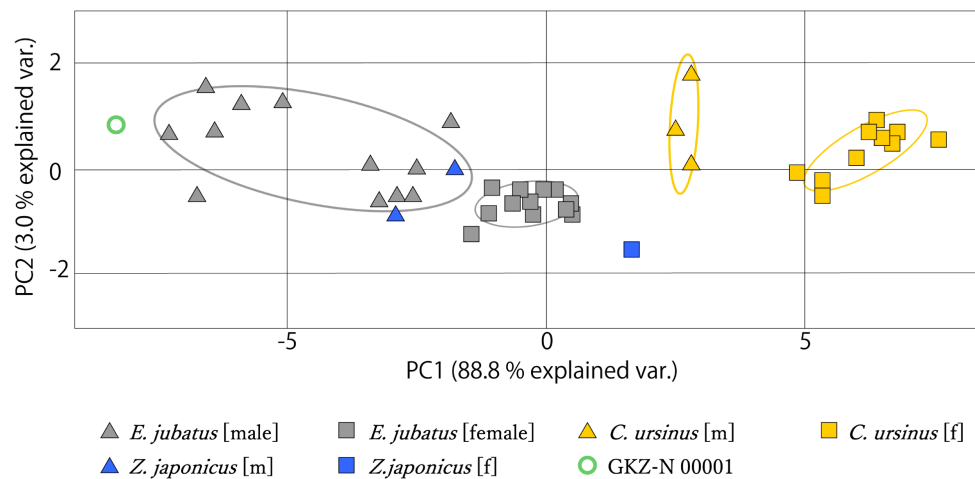 PC2 (3.0 % explained var.)
2
0
-2
-5
0
5
PC1 (88.8 % explained var.)
E. jubatus [male]
E. jubatus [female]
C. ursinus [m]
C. ursinus [f]
Z. japonicus [m]
Z.japonicus [f]
GKZ-N 00001